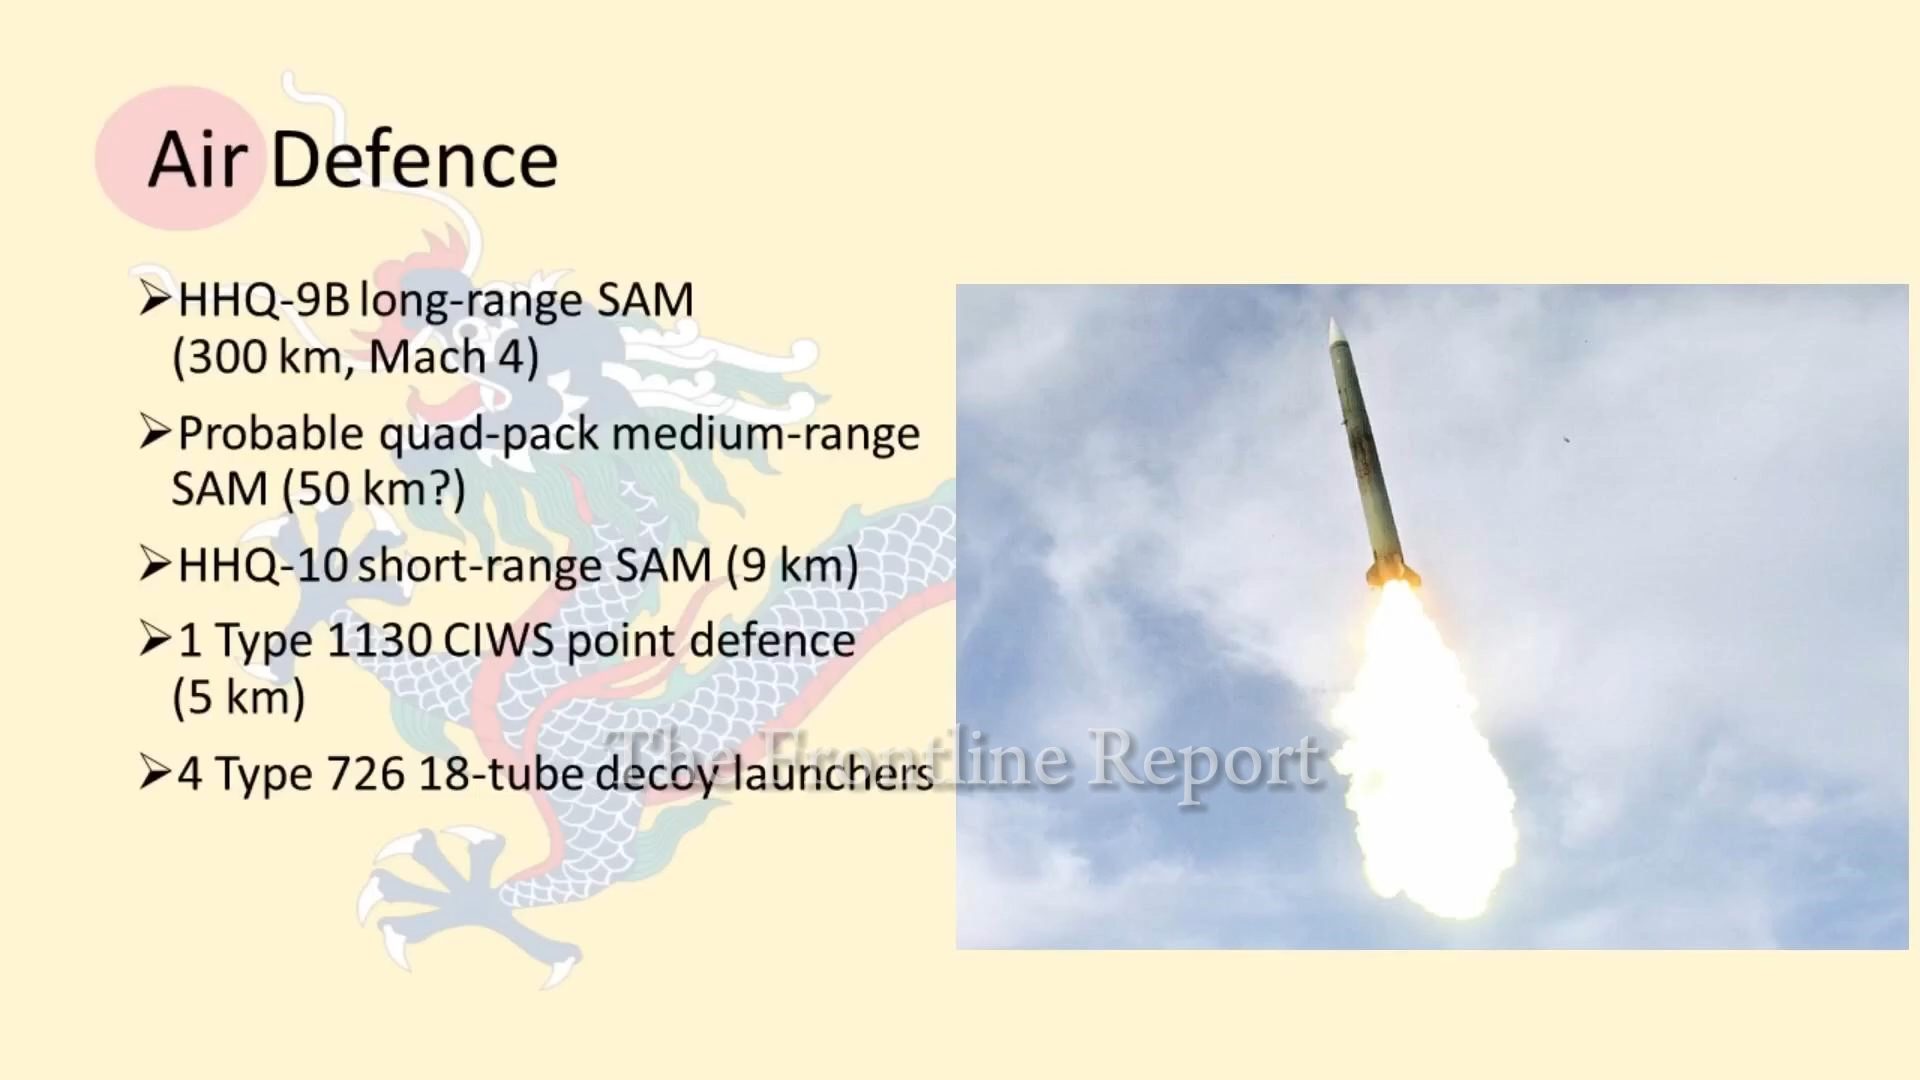 Air Defence
➢HHQ-9B long-range SAM
(300 km, Mach 4)
➢Probable quad-pack medium-range
SAM (50 km?)
➢HHQ-10 short-range SAM (9 km)
➢1 Type 1130 CIWS point defence
(5 km)
➢4 Type 726 18-tube decoy launchers
The Frontline Report